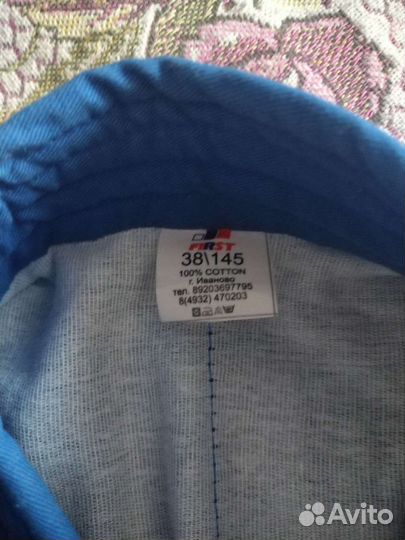 FIRST
38\145
100% COTTON
г. Иваново
тел. 89203697795
8(4932) 470203
Avito